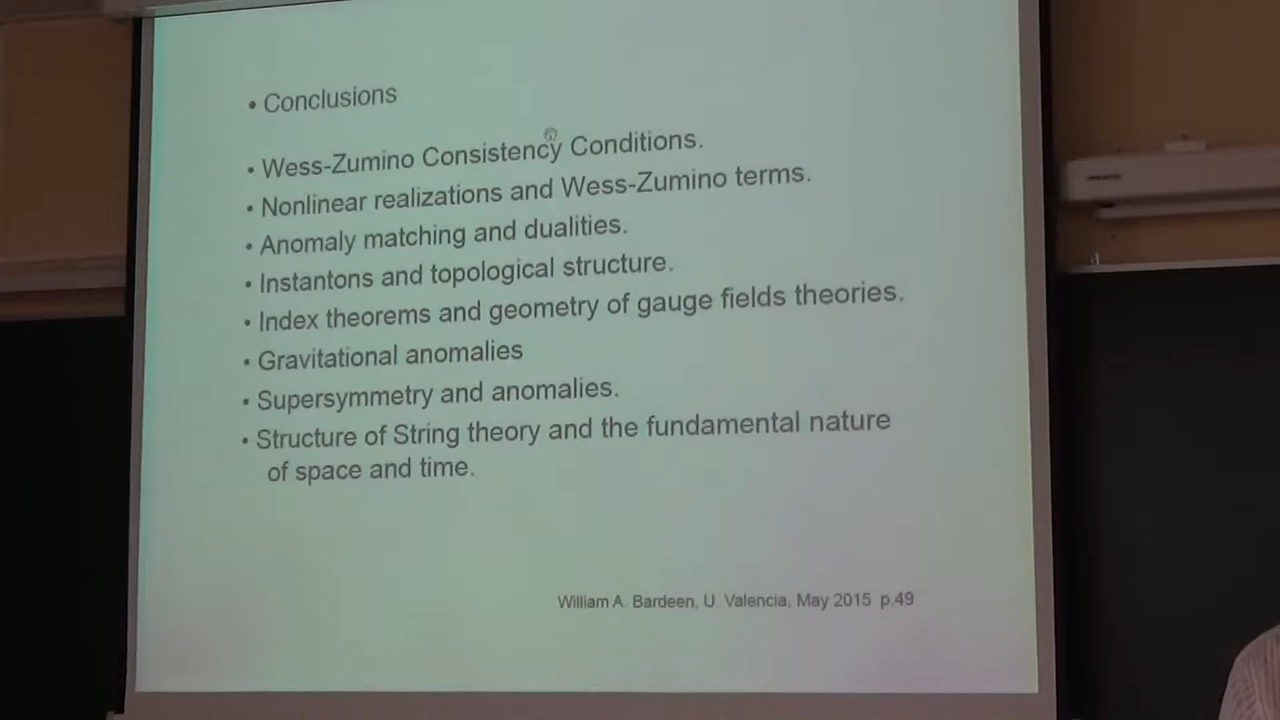 • Conclusions
• Wess-Zumino Consistency Conditions.
• Nonlinear realizations and Wess-Zumino terms.
• Anomaly matching and dualities.
• Instantons and topological structure.
• Index theorems and geometry of gauge fields theories.
• Gravitational anomalies
• Supersymmetry and anomalies.
• Structure of String theory and the fundamental nature
of space and time.
William A. Bardeen, U. Valencia, May 2015 p.49